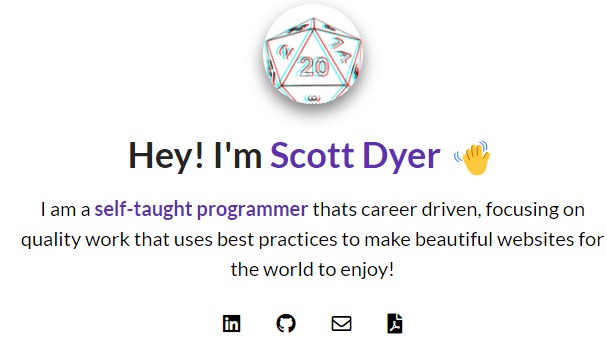 20
Hey! I'm Scott Dyer 👋
I am a self-taught programmer thats career driven, focusing on
quality work that uses best practices to make beautiful websites for
the world to enjoy!
in